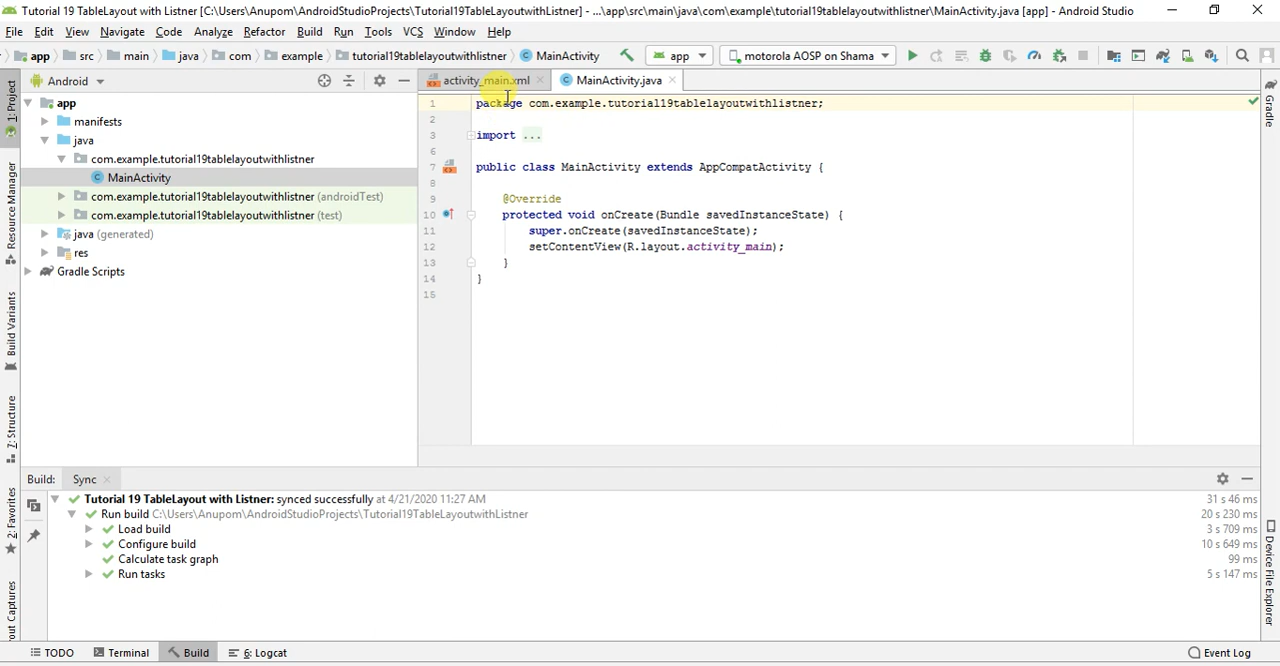 Tutorial 19 TableLayout with Listner [C:\Users\Anupom\AndroidStudioProjects\Tutorial19TableLayoutwithListner] - ...\app\src\main\java\com\example\tutorial19tablelayoutwithlistner\MainActivity.java [app] - Android Studio
File Edit View Navigate Code Analyze Refactor Build Run Tools VCS Window Help
app src main java com example tutorial19tablelayoutwithlistner MainActivity app motorola AOSP on Shama
Android activity_main.xml MainActivity.java
1: Project
Resource Manager
Build Variants
Z: Structure
2: Favorites
out Captures
app
manifests
java
com.example.tutorial19tablelayoutwithlistner
MainActivity
com.example.tutorial19tablelayoutwithlistner (androidTest)
com.example.tutorial19tablelayoutwithlistner (test)
java (generated)
res
Gradle Scripts
1 package com.example.tutorial19tablelayoutwithlistner;
2
3 import ...
6
7 public class MainActivity extends AppCompatActivity {
8
9 @Override
10 protected void onCreate(Bundle savedInstanceState) {
11 super.onCreate(savedInstanceState);
12 setContentView(R.layout.activity_main);
13 }
14 }
15
Gradle
Device File Explorer
Build: Sync
Tutorial 19 TableLayout with Listner: synced successfully at 4/21/2020 11:27 AM 31 s 46 ms
Run build C:\Users\Anupom\AndroidStudioProjects\Tutorial19TableLayoutwithListner 20 s 230 ms
Load build 3 s 709 ms
Configure build 10 s 649 ms
Calculate task graph 99 ms
Run tasks 5 s 147 ms
TODO Terminal Build 6: Logcat Event Log